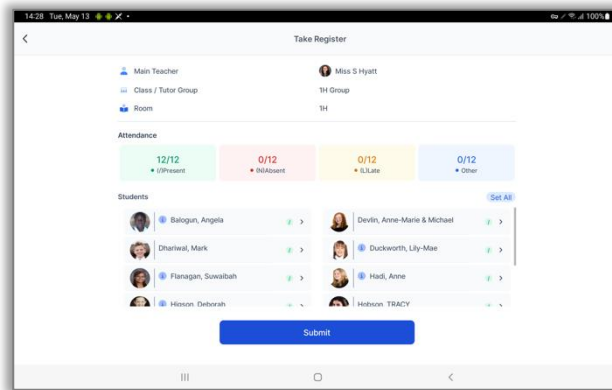 14:28 Tue, May 13
100%
Take Register
Main Teacher
Miss S Hyatt
Class / Tutor Group
1H Group
Room
1H
Attendance
12/12
(/)Present
0/12
(N)Absent
0/12
(L)Late
0/12
Other
Students
Set All
Balogun, Angela
/
Devlin, Anne-Marie & Michael
/
Dhariwal, Mark
/
Duckworth, Lily-Mae
/
Flanagan, Suwaibah
/
Hadi, Anne
/
Higson, Deborah
Hobson, TRACY
Submit